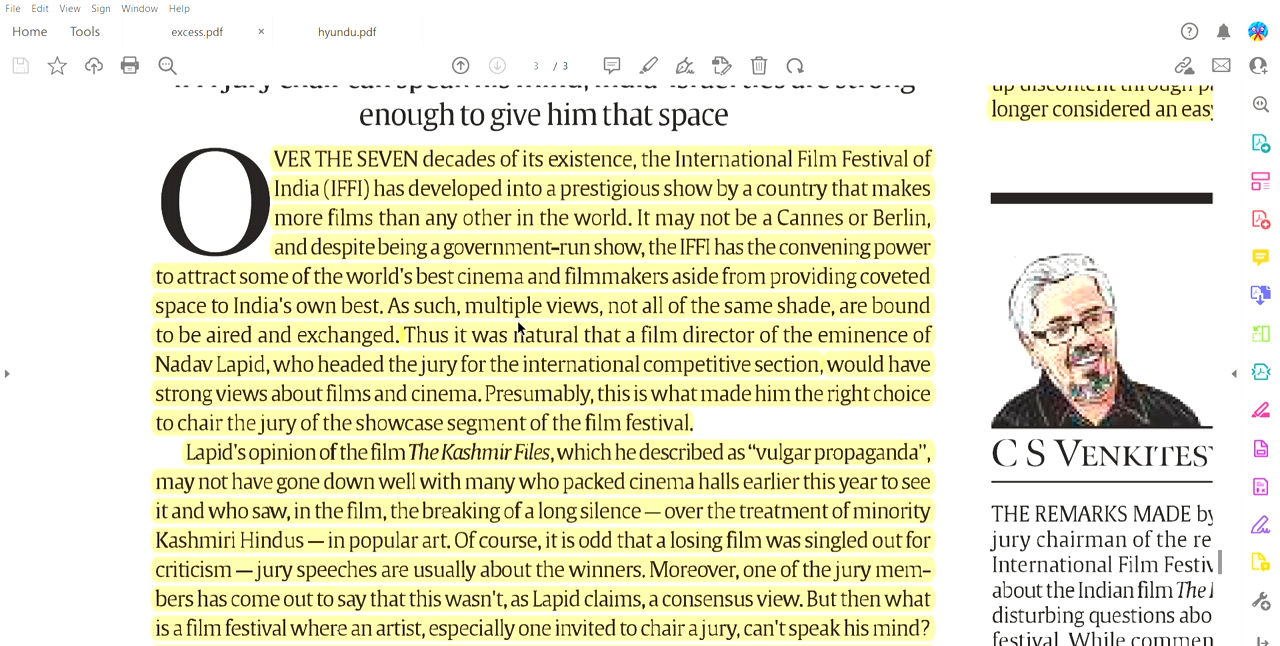 File Edit View Sign Window Help
Home Tools excess.pdf × hyundu.pdf
3 / 3
enough to give him that space
OVER THE SEVEN decades of its existence, the International Film Festival of
India (IFFI) has developed into a prestigious show by a country that makes
more films than any other in the world. It may not be a Cannes or Berlin,
and despite being a government-run show, the IFFI has the convening power
to attract some of the world's best cinema and filmmakers aside from providing coveted
space to India's own best. As such, multiple views, not all of the same shade, are bound
to be aired and exchanged. Thus it was natural that a film director of the eminence of
Nadav Lapid, who headed the jury for the international competitive section, would have
strong views about films and cinema. Presumably, this is what made him the right choice
to chair the jury of the showcase segment of the film festival.
Lapid's opinion of the film The Kashmir Files, which he described as “vulgar propaganda”,
may not have gone down well with many who packed cinema halls earlier this year to see
it and who saw, in the film, the breaking of a long silence — over the treatment of minority
Kashmiri Hindus — in popular art. Of course, it is odd that a losing film was singled out for
criticism — jury speeches are usually about the winners. Moreover, one of the jury mem-
bers has come out to say that this wasn't, as Lapid claims, a consensus view. But then what
is a film festival where an artist, especially one invited to chair a jury, can't speak his mind?
longer considered an easy
C S VENKITES
THE REMARKS MADE by
jury chairman of the re
International Film Festiv
about the Indian film The
disturbing questions abo
festival. While commen